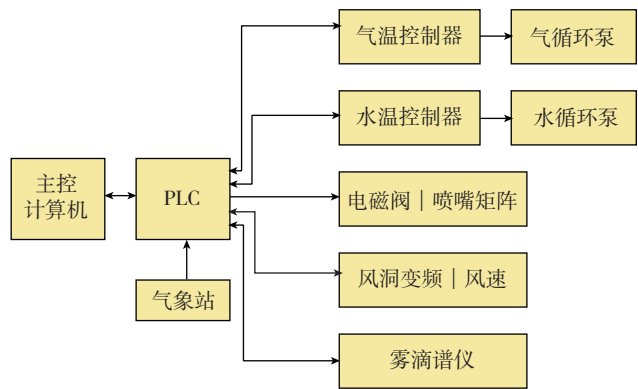 气温控制器
气循环泵
水温控制器
水循环泵
主控
计算机
PLC
电磁阀｜喷嘴矩阵
风洞变频｜风速
气象站
雾滴谱仪